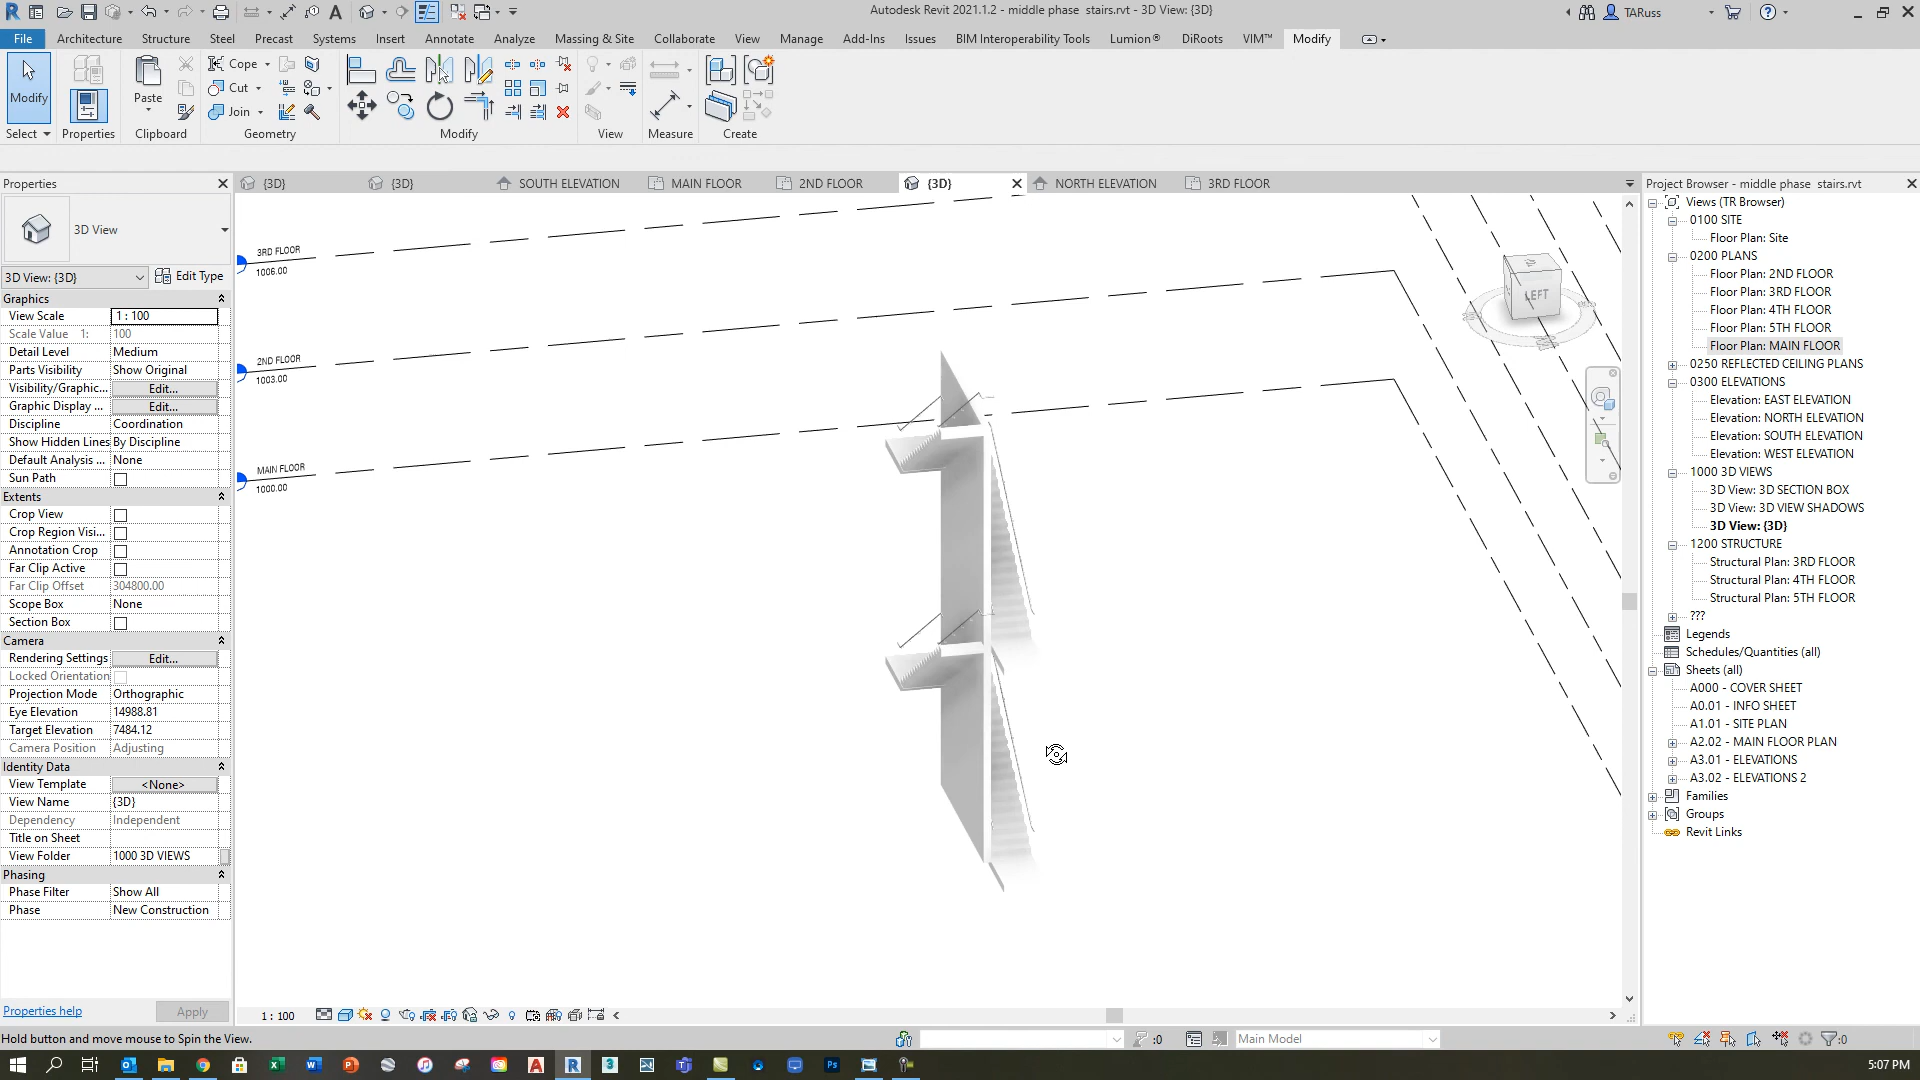 Autodesk Revit 2021.1.2 - middle phase  stairs.rvt - 3D View: {3D}
TARuss
File Architecture Structure Steel Precast Systems Insert Annotate Analyze Massing & Site Collaborate View Manage Add-Ins Issues BIM Interoperability Tools Lumion® DiRoots VIM™ Modify
Modify
Paste
Cope
Cut
Join
Select Properties Clipboard Geometry Modify View Measure Create
Properties
{3D} {3D} SOUTH ELEVATION MAIN FLOOR 2ND FLOOR {3D} NORTH ELEVATION 3RD FLOOR
3D View
3D View: {3D} Edit Type
Graphics
View Scale 1 : 100
Scale Value 1: 100
Detail Level Medium
Parts Visibility Show Original
Visibility/Graphic... Edit...
Graphic Display ... Edit...
Discipline Coordination
Show Hidden Lines By Discipline
Default Analysis ... None
Sun Path
Extents
Crop View
Crop Region Visi...
Annotation Crop
Far Clip Active
Far Clip Offset 304800.00
Scope Box None
Section Box
Camera
Rendering Settings Edit...
Locked Orientation
Projection Mode Orthographic
Eye Elevation 14988.81
Target Elevation 7484.12
Camera Position Adjusting
Identity Data
View Template <None>
View Name {3D}
Dependency Independent
Title on Sheet
View Folder 1000 3D VIEWS
Phasing
Phase Filter Show All
Phase New Construction
Properties help Apply
3RD FLOOR
1006.00
2ND FLOOR
1003.00
MAIN FLOOR
1000.00
LEFT
Project Browser - middle phase  stairs.rvt
Views (TR Browser)
0100 SITE
Floor Plan: Site
0200 PLANS
Floor Plan: 2ND FLOOR
Floor Plan: 3RD FLOOR
Floor Plan: 4TH FLOOR
Floor Plan: 5TH FLOOR
Floor Plan: MAIN FLOOR
0250 REFLECTED CEILING PLANS
0300 ELEVATIONS
Elevation: EAST ELEVATION
Elevation: NORTH ELEVATION
Elevation: SOUTH ELEVATION
Elevation: WEST ELEVATION
1000 3D VIEWS
3D View: 3D SECTION BOX
3D View: 3D VIEW SHADOWS
3D View: {3D}
1200 STRUCTURE
Structural Plan: 3RD FLOOR
Structural Plan: 4TH FLOOR
Structural Plan: 5TH FLOOR
???
Legends
Schedules/Quantities (all)
Sheets (all)
A000 - COVER SHEET
A0.01 - INFO SHEET
A1.01 - SITE PLAN
A2.02 - MAIN FLOOR PLAN
A3.01 - ELEVATIONS
A3.02 - ELEVATIONS 2
Families
Groups
Revit Links
1 : 100
Hold button and move mouse to Spin the View.
:0
Main Model
:0
5:07 PM